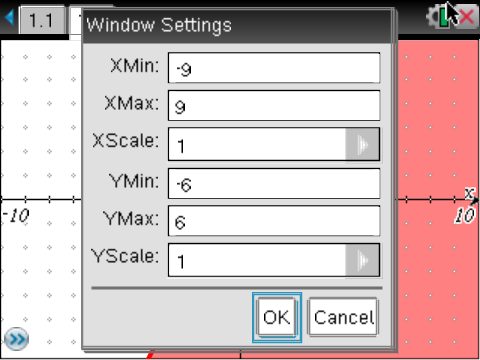 1.1
Window Settings
XMin: -9
XMax: 9
XScale: 1
YMin: -6
YMax: 6
YScale: 1
x
-10
10
OK Cancel